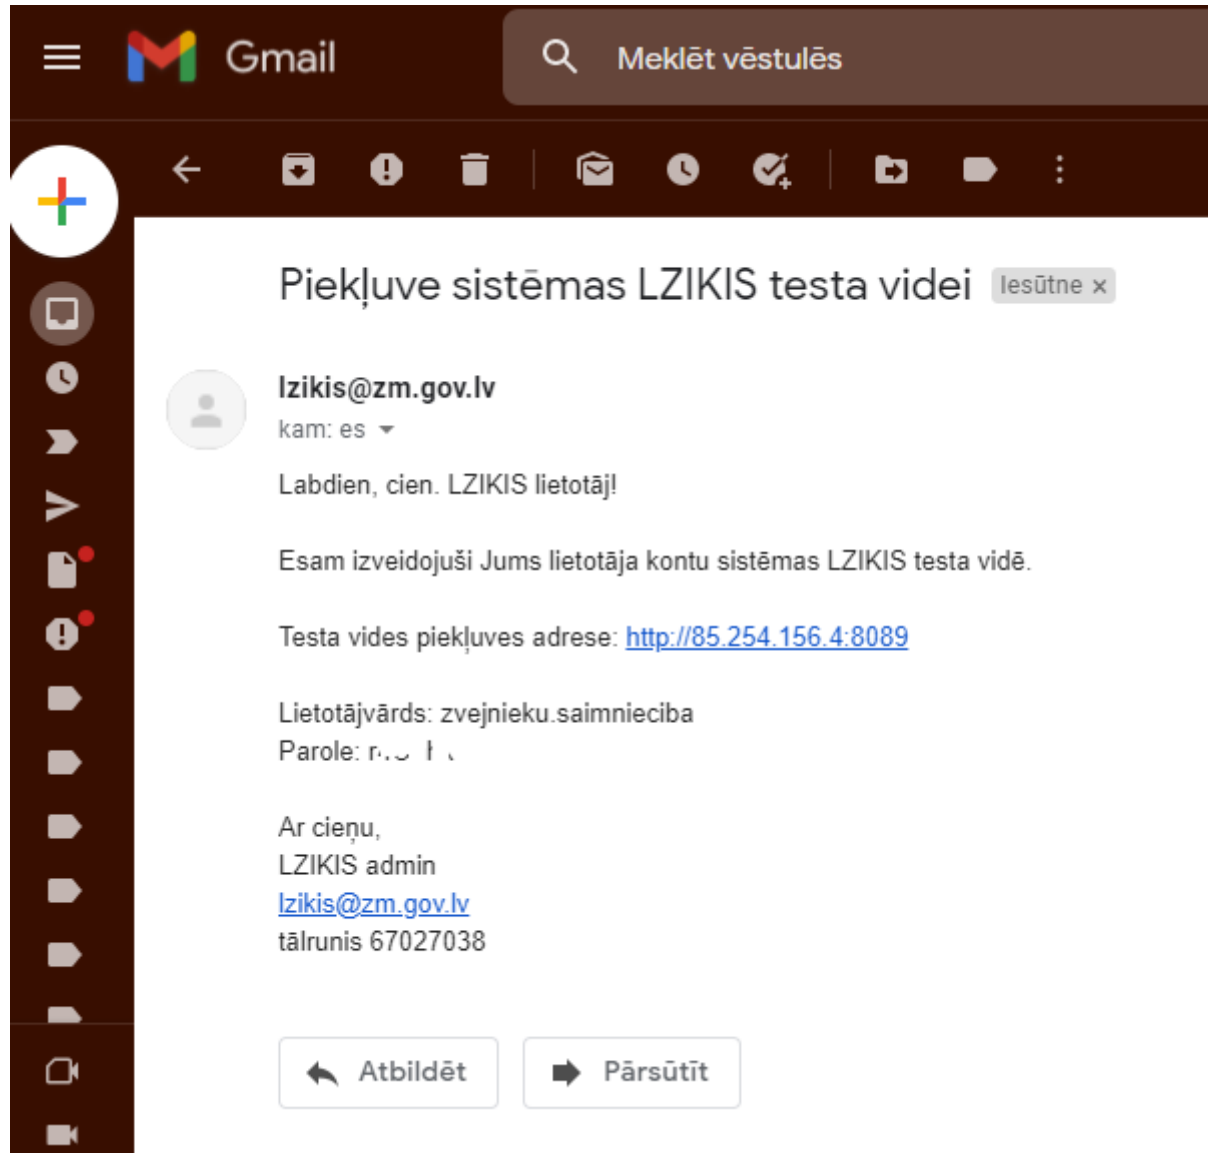 Gmail
Meklēt vēstulēs
Piekļuve sistēmas LZIKIS testa videi Iesūtne x
lzikis@zm.gov.lv
kam: es
Labdien, cien. LZIKIS lietotāj!
Esam izveidojuši Jums lietotāja kontu sistēmas LZIKIS testa vidē.
Testa vides piekļuves adrese: http://85.254.156.4:8089
Lietotājvārds: zvejnieku.saimnieciba
Parole:
Ar cieņu,
LZIKIS admin
lzikis@zm.gov.lv
tālrunis 67027038
Atbildēt
Pārsūtīt